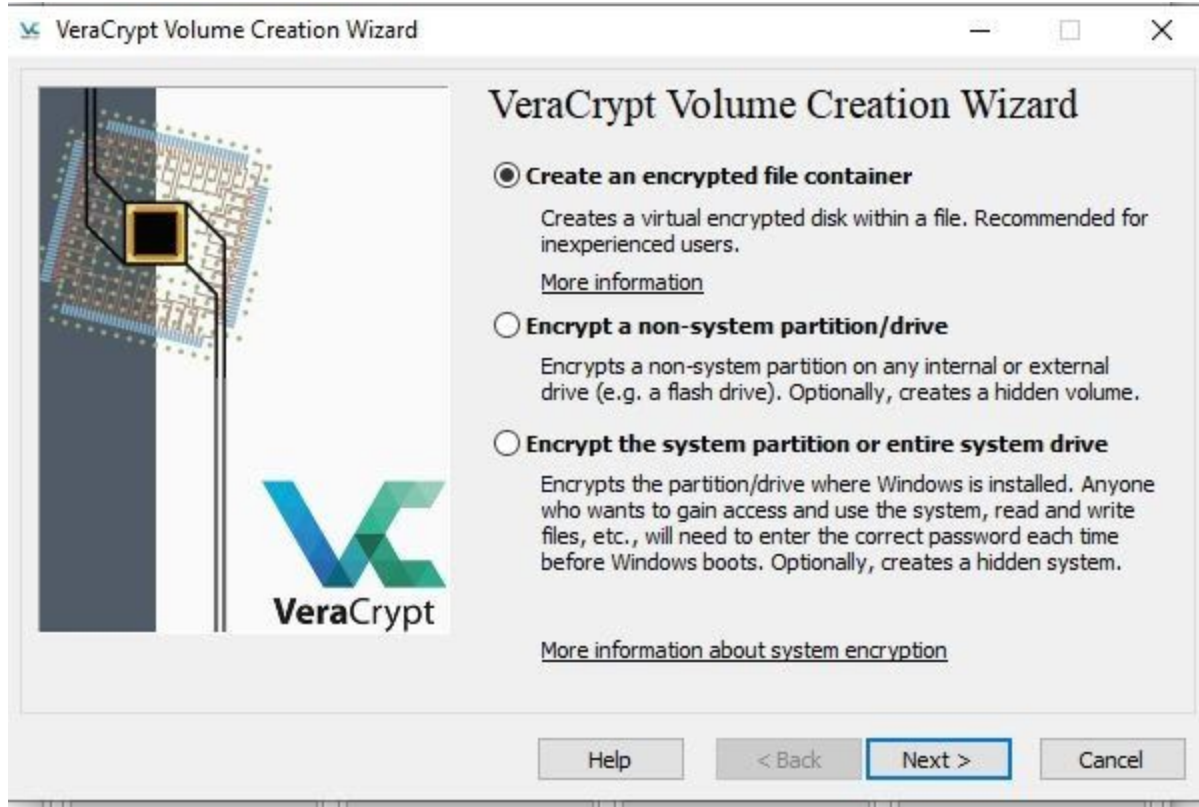 VeraCrypt Volume Creation Wizard
VeraCrypt Volume Creation Wizard
Create an encrypted file container
Creates a virtual encrypted disk within a file. Recommended for
inexperienced users.
More information
Encrypt a non-system partition/drive
Encrypts a non-system partition on any internal or external
drive (e.g. a flash drive). Optionally, creates a hidden volume.
Encrypt the system partition or entire system drive
Encrypts the partition/drive where Windows is installed. Anyone
who wants to gain access and use the system, read and write
files, etc., will need to enter the correct password each time
before Windows boots. Optionally, creates a hidden system.
VeraCrypt
More information about system encryption
Help
< Back
Next >
Cancel